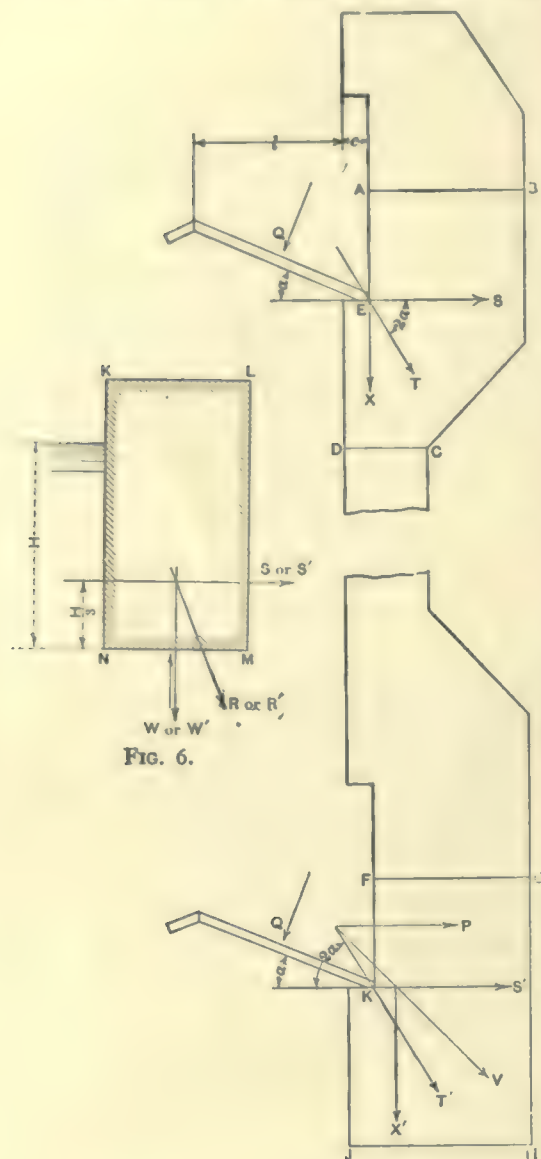 l
c
A
B
Q
α
E
S
2α
T
X
D
C
K
L
H
S or S'
H/3
N
M
R or R'
W or W'
FIG. 6.
F
Q
P
α
2α
K
S'
V
T'
X'